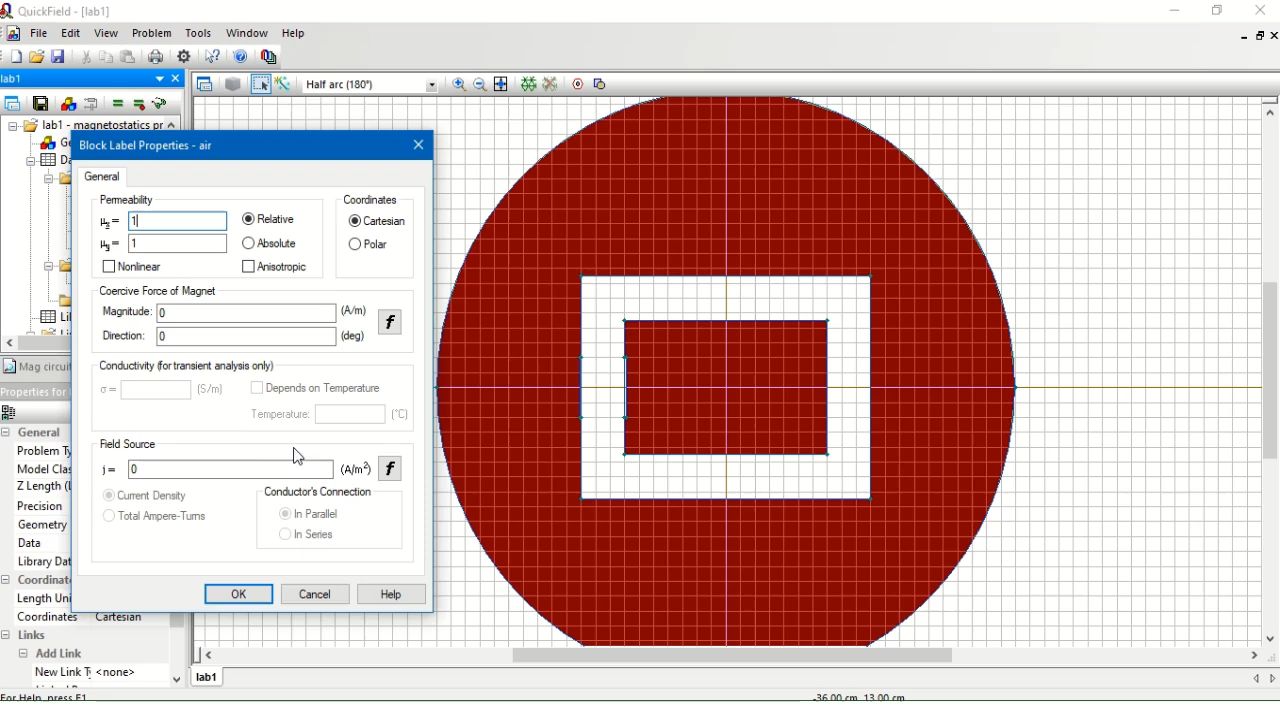 QuickField - [lab1]
File Edit View Problem Tools Window Help
lab1
Half arc (180°)
lab1 - magnetostatics pr
Block Label Properties - air
General
Permeability
μx= 1
μy= 1
Relative
Absolute
Nonlinear
Anisotropic
Coordinates
Cartesian
Polar
Coercive Force of Magnet
Magnitude: 0 (A/m)
Direction: 0 (deg)
f
Conductivity (for transient analysis only)
σ= (S/m)
Depends on Temperature
Temperature: (°C)
Field Source
j= 0 (A/m²)
f
Current Density
Total Ampere-Turns
Conductor's Connection
In Parallel
In Series
OK Cancel Help
Mag circuit
Properties for
General
Problem Ty
Model Clas
Z Length (L
Precision
Geometry
Data
Library Dat
Coordinate
Length Uni
Coordinates Cartesian
Links
Add Link
New Link T <none>
lab1
For Help, press F1
-36.00 cm, 13.00 cm